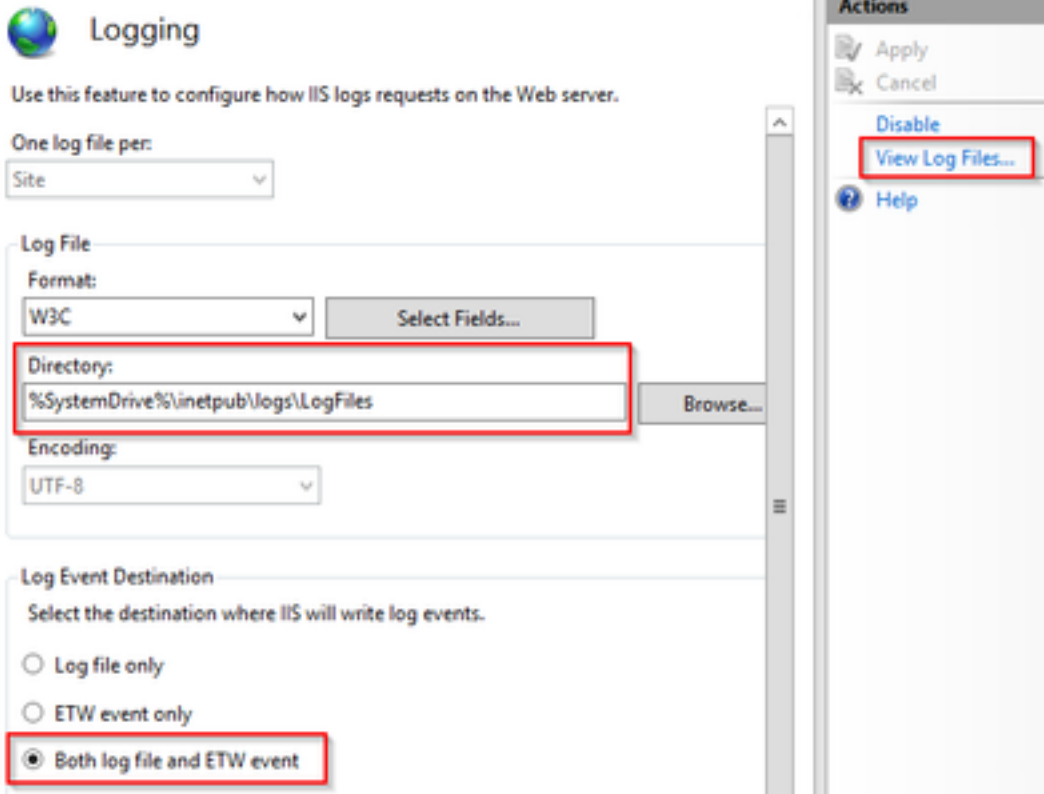 Logging
Use this feature to configure how IIS logs requests on the Web server.
One log file per:
Site
Log File
Format:
W3C
Select Fields...
Directory:
%SystemDrive%\inetpub\logs\LogFiles
Browse...
Encoding:
UTF-8
Log Event Destination
Select the destination where IIS will write log events.
Log file only
ETW event only
Both log file and ETW event
Actions
Apply
Cancel
Disable
View Log Files...
Help